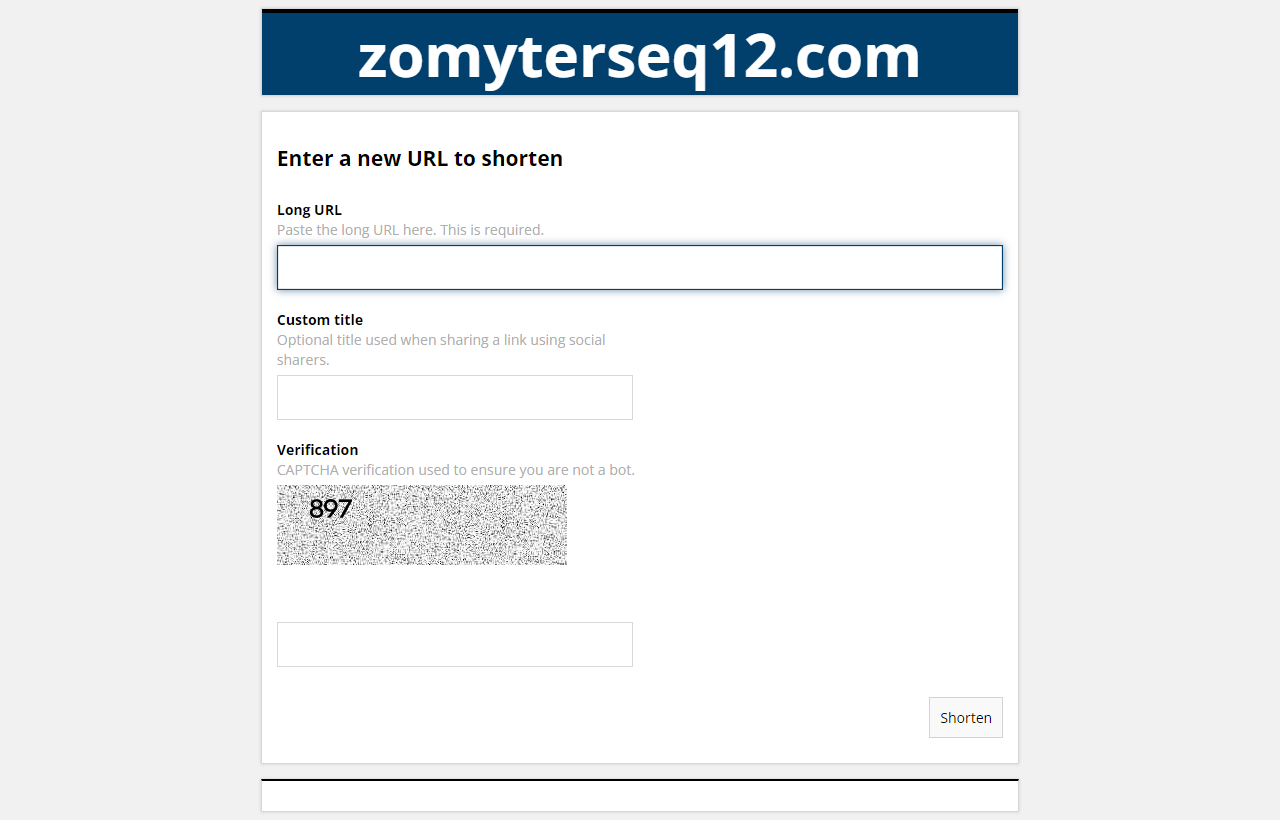 zomyterseq12.com
Enter a new URL to shorten
Long URL
Paste the long URL here. This is required.
Custom title
Optional title used when sharing a link using social
sharers.
Verification
CAPTCHA verification used to ensure you are not a bot.
897
Shorten